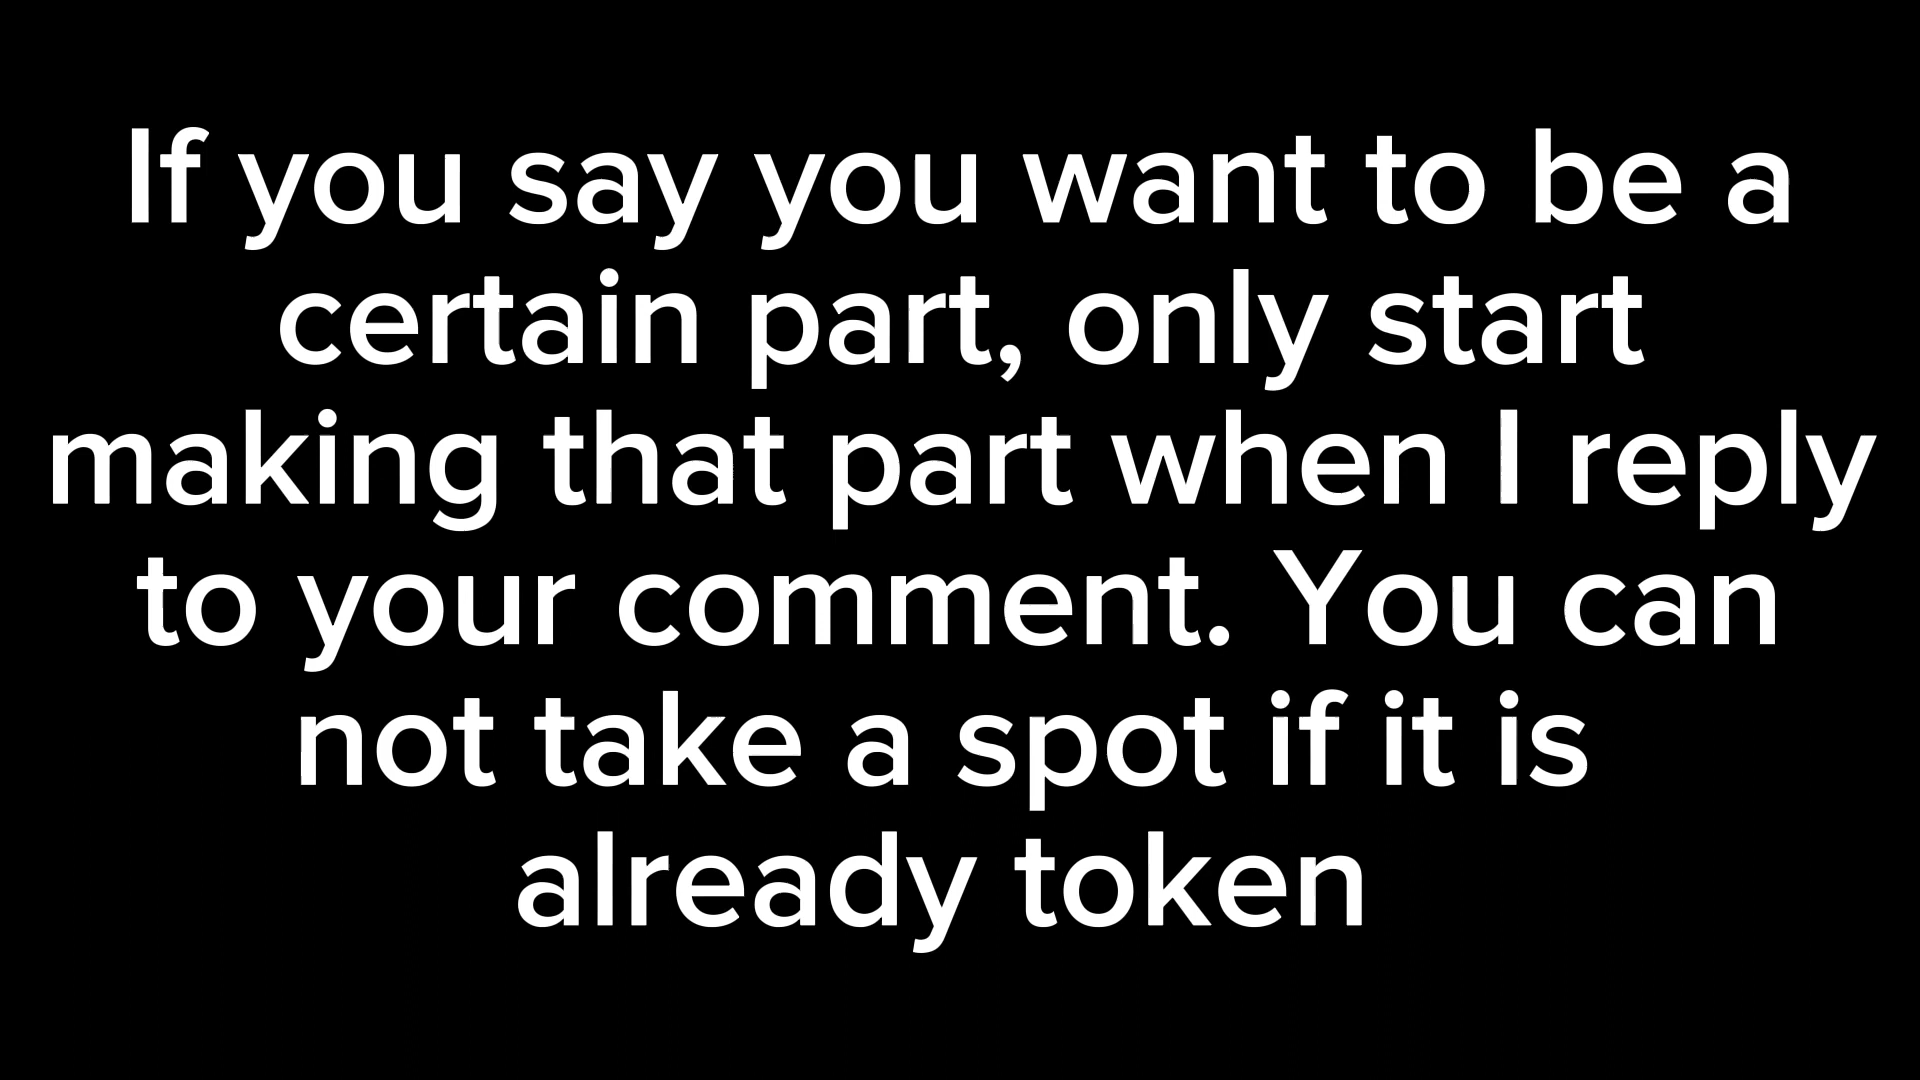 If you say you want to be a
certain part, only start
making that part when I reply
to your comment. You can
not take a spot if it is
already token